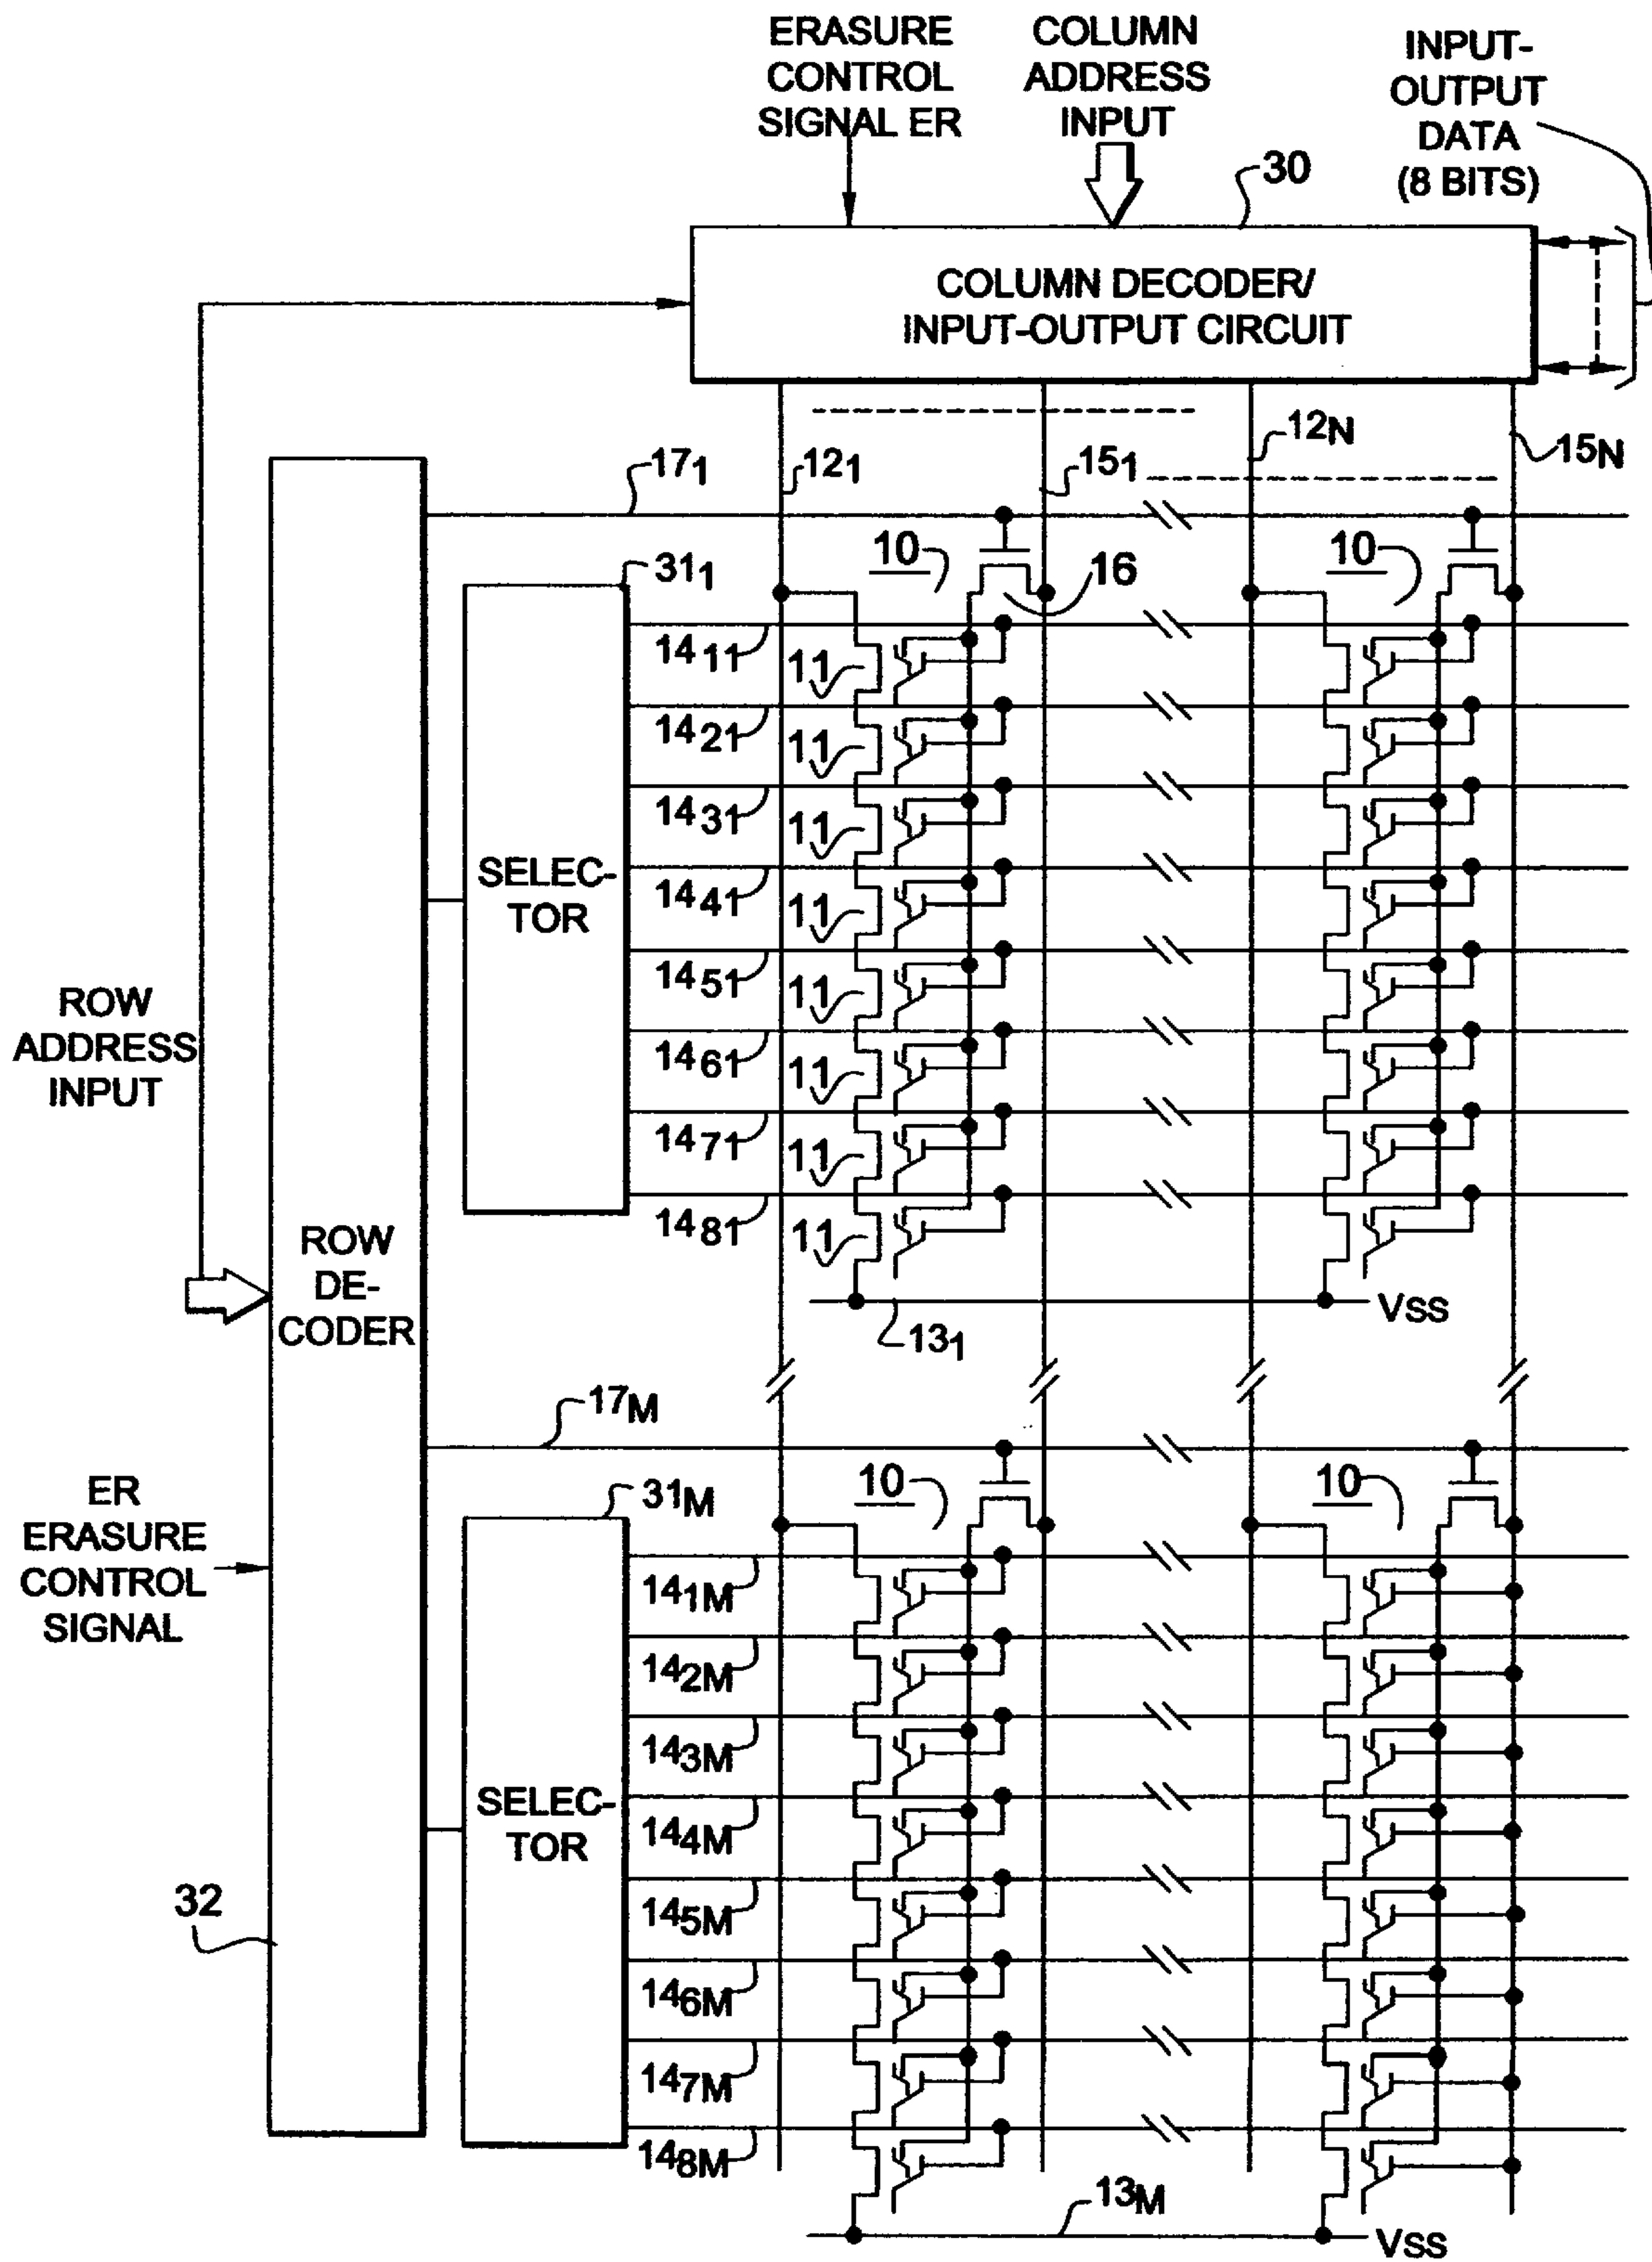 ERASURE
CONTROL
SIGNAL ER
COLUMN
ADDRESS
INPUT
INPUT-
OUTPUT
DATA
(8 BITS)
30
COLUMN DECODER/
INPUT-OUTPUT CIRCUIT
12N
15N
17₁
12₁
15₁
10
10
31₁
16
14₁₁
11
14₂₁
11
14₃₁
11
SELEC-
TOR
14₄₁
11
14₅₁
11
ROW
ADDRESS
INPUT
14₆₁
11
14₇₁
11
14₈₁
11
ROW
DE-
CODER
VSS
13₁
17M
10
10
ER
ERASURE
CONTROL
SIGNAL
31M
14₁M
14₂M
14₃M
SELEC-
TOR
14₄M
32
14₅M
14₆M
14₇M
14₈M
13M
VSS